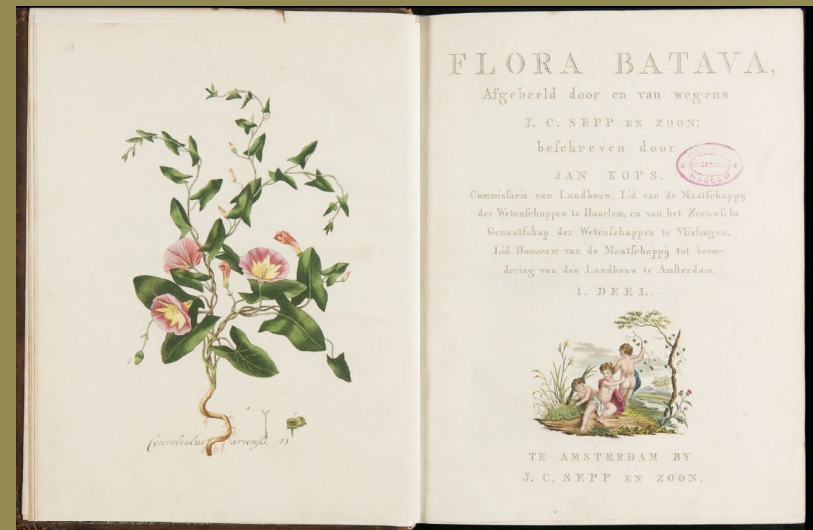 13
Convolvulus arvensis. 13
FLORA BATAVA,
Afgebeeld door en van wegens
J. C. SEPP EN ZOON;
beſchreven door
JAN KOPS.
Commiſſaris van Landbouw, Lid van de Maatſchappij
der Wetenſchappen te Haarlem, en van het Zeeuwſche
Genootſchap der Wetenſchappen te Vlisſingen,
Lid Honorair van de Maatſchappij tot bevor-
dering van den Landbouw te Amſterdam.
I. DEEL.
HAARLEM
TE AMSTERDAM BY
J. C. SEPP EN ZOON.